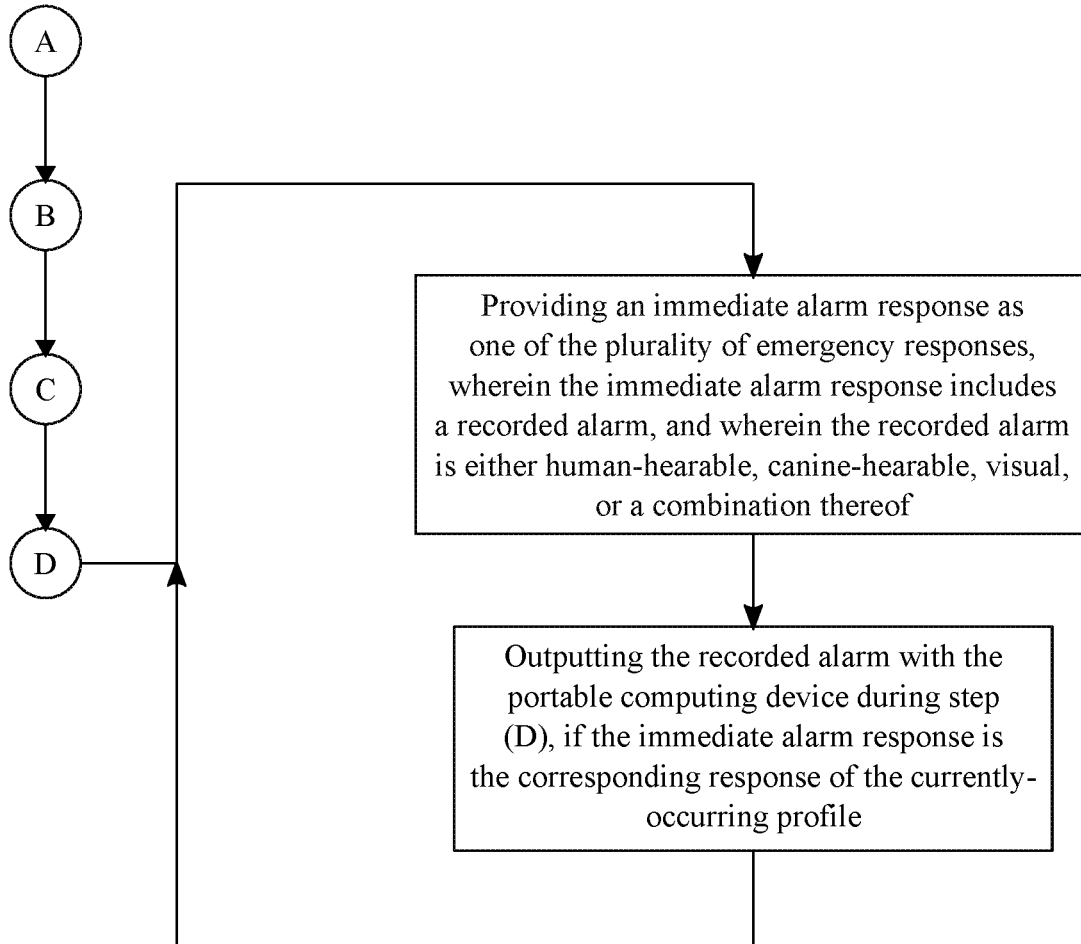 A
B
C
D
Providing an immediate alarm response as
one of the plurality of emergency responses,
wherein the immediate alarm response includes
a recorded alarm, and wherein the recorded alarm
is either human-hearable, canine-hearable, visual,
or a combination thereof
Outputting the recorded alarm with the
portable computing device during step
(D), if the immediate alarm response is
the corresponding response of the currently-
occurring profile